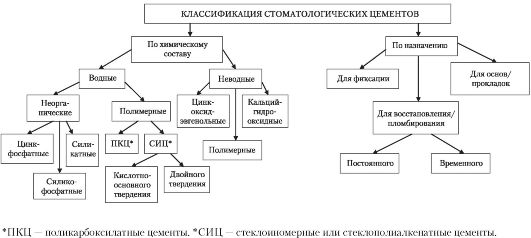 КЛАССИФИКАЦИЯ СТОМАТОЛОГИЧЕСКИХ ЦЕМЕНТОВ
По химическому
составу
По назначению
Водные
Неводные
Для фиксации
Для основ/
прокладок
Неорга-
нические
Полимерные
Цинк-
оксид-
эвгенольные
Кальций-
гидро-
оксидные
Для восстановления/
пломбирования
Цинк-
фосфатные
Сили-
катные
ПКЦ*
СИЦ*
Полимерные
Силико-
фосфатные
Кислотно-
основного
твердения
Двойного
твердения
Постоянного
Временного
*ПКЦ — поликарбоксилатные цементы. *СИЦ — стеклоиномерные или стеклополиалкенатные цементы.